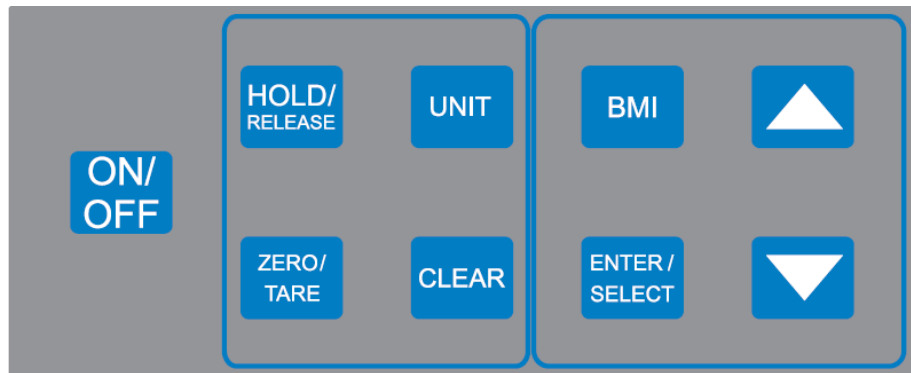 ON/
OFF
HOLD/
RELEASE
UNIT
ZERO/
TARE
CLEAR
BMI
ENTER/
SELECT